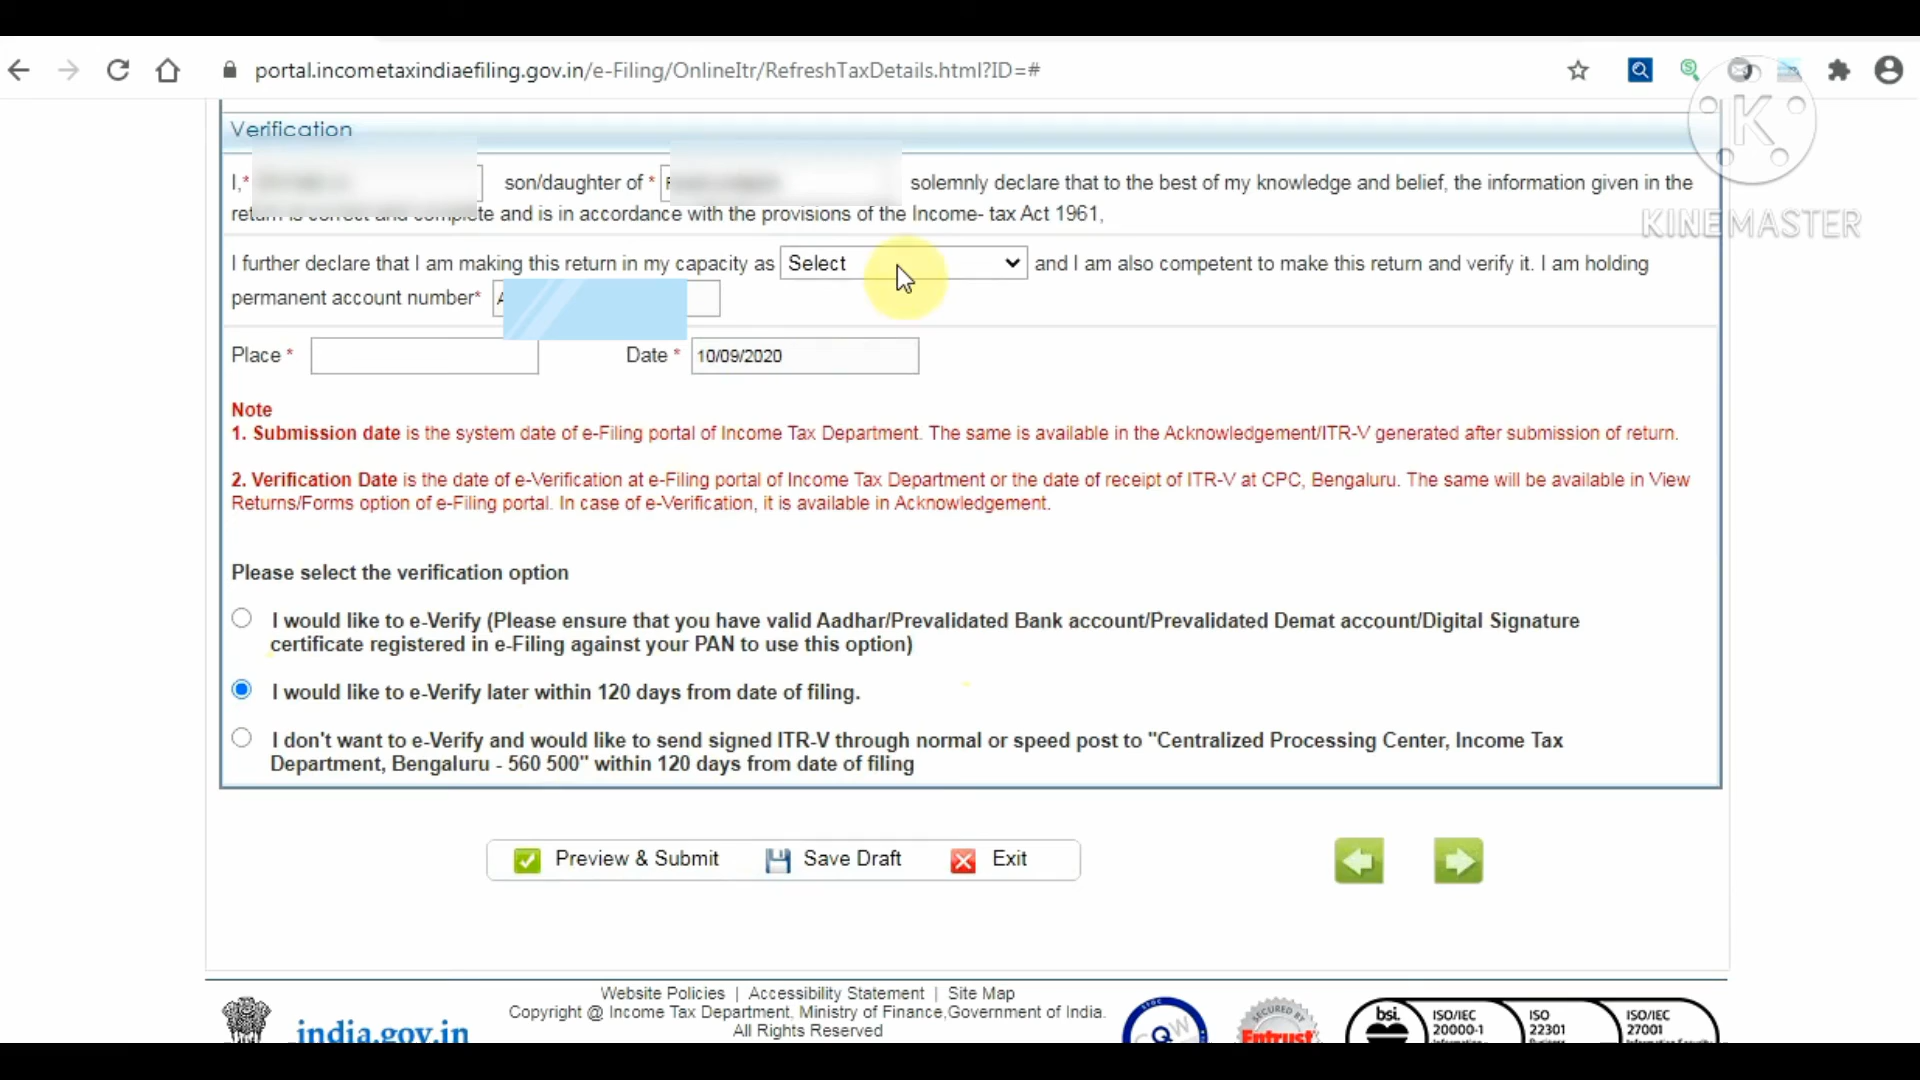 portal.incometaxindiaefiling.gov.in/e-Filing/OnlineItr/RefreshTaxDetails.html?ID=#
K
KINEMASTER
Verification
I,* son/daughter of * solemnly declare that to the best of my knowledge and belief, the information given in the
return is correct and complete and is in accordance with the provisions of the Income- tax Act 1961,
I further declare that I am making this return in my capacity as Select and I am also competent to make this return and verify it. I am holding
permanent account number*
Place * Date * 10/09/2020
Note
1. Submission date is the system date of e-Filing portal of Income Tax Department. The same is available in the Acknowledgement/ITR-V generated after submission of return.
2. Verification Date is the date of e-Verification at e-Filing portal of Income Tax Department or the date of receipt of ITR-V at CPC, Bengaluru. The same will be available in View
Returns/Forms option of e-Filing portal. In case of e-Verification, it is available in Acknowledgement.
Please select the verification option
I would like to e-Verify (Please ensure that you have valid Aadhar/Prevalidated Bank account/Prevalidated Demat account/Digital Signature
certificate registered in e-Filing against your PAN to use this option)
I would like to e-Verify later within 120 days from date of filing.
I don't want to e-Verify and would like to send signed ITR-V through normal or speed post to "Centralized Processing Center, Income Tax
Department, Bengaluru - 560 500" within 120 days from date of filing
Preview & Submit Save Draft Exit
Website Policies | Accessibility Statement | Site Map
Copyright @ Income Tax Department, Ministry of Finance,Government of India.
All Rights Reserved
india.gov.in
SECURED BY
Entrust
bsi.
ISO/IEC
20000-1
ISO
22301
ISO/IEC
27001